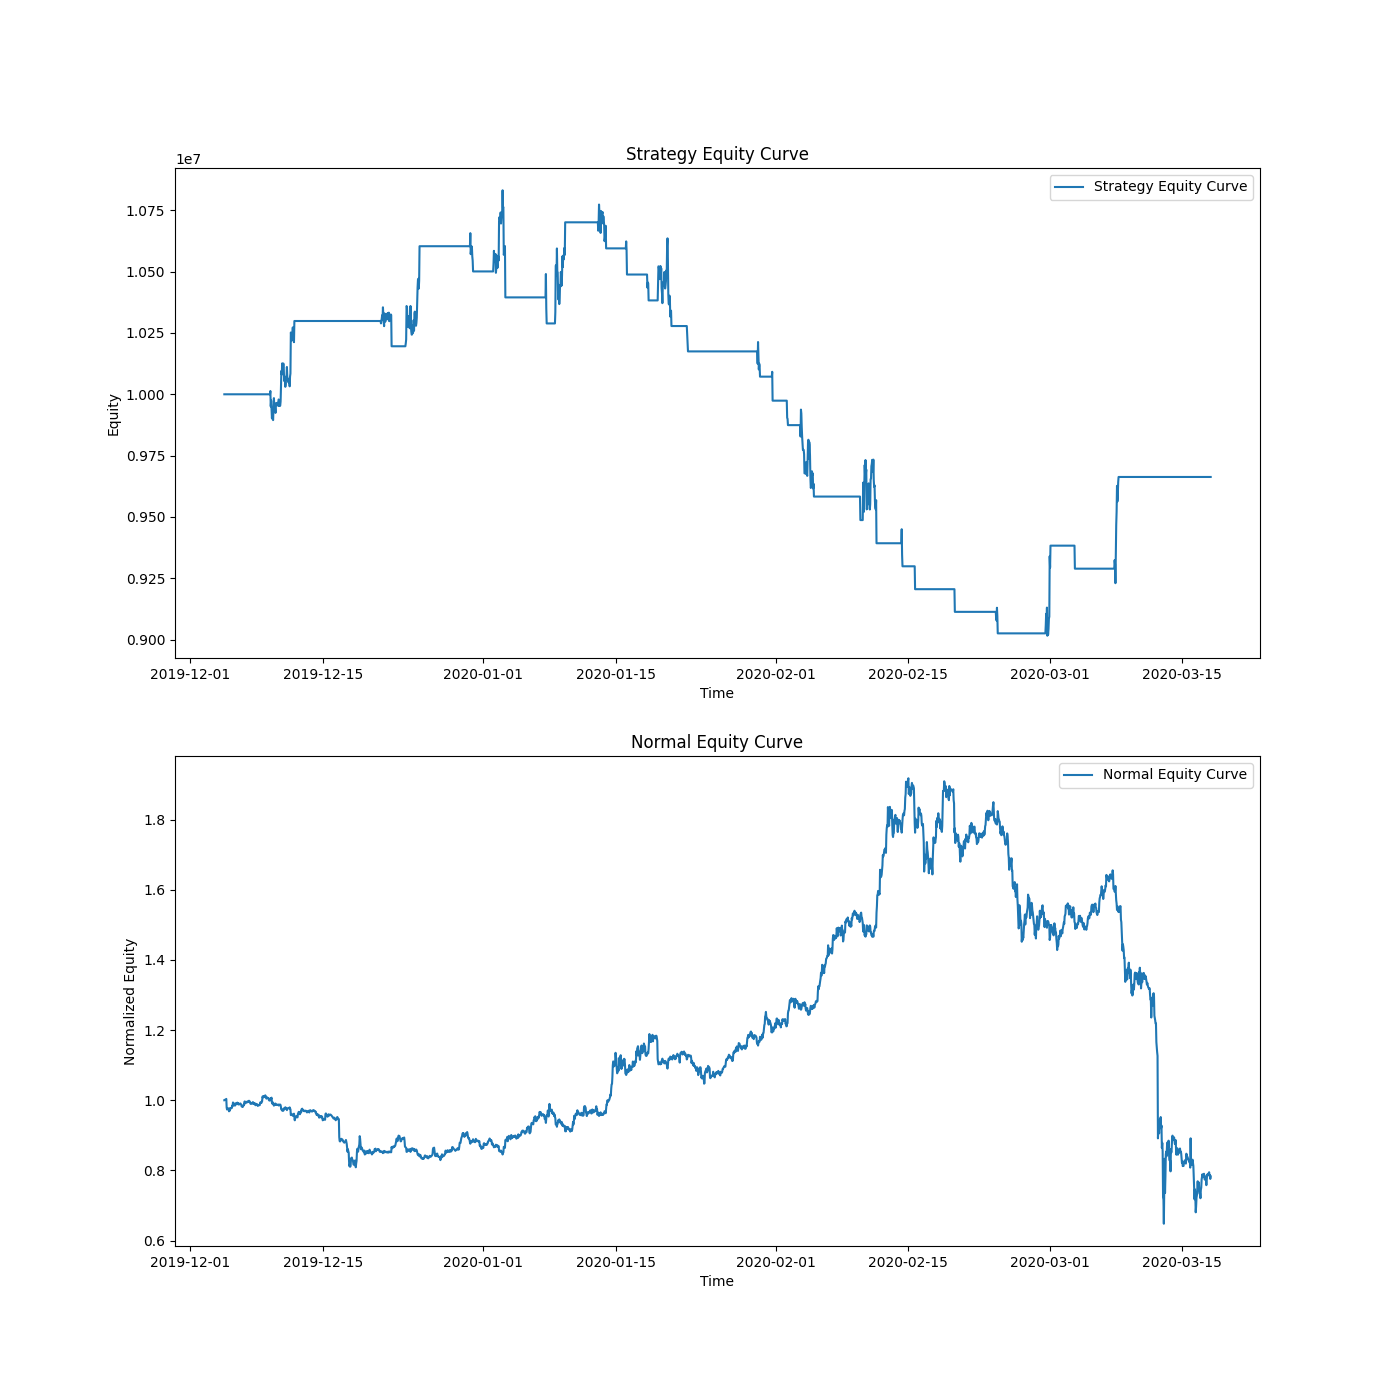 Strategy Equity Curve
1e7
Strategy Equity Curve
1.075
1.050
1.025
1.000
0.975
0.950
0.925
0.900
Equity
2019-12-01 2019-12-15 2020-01-01 2020-01-15 2020-02-01 2020-02-15 2020-03-01 2020-03-15
Time
Normal Equity Curve
Normal Equity Curve
1.8
1.6
1.4
1.2
1.0
0.8
0.6
Normalized Equity
2019-12-01 2019-12-15 2020-01-01 2020-01-15 2020-02-01 2020-02-15 2020-03-01 2020-03-15
Time